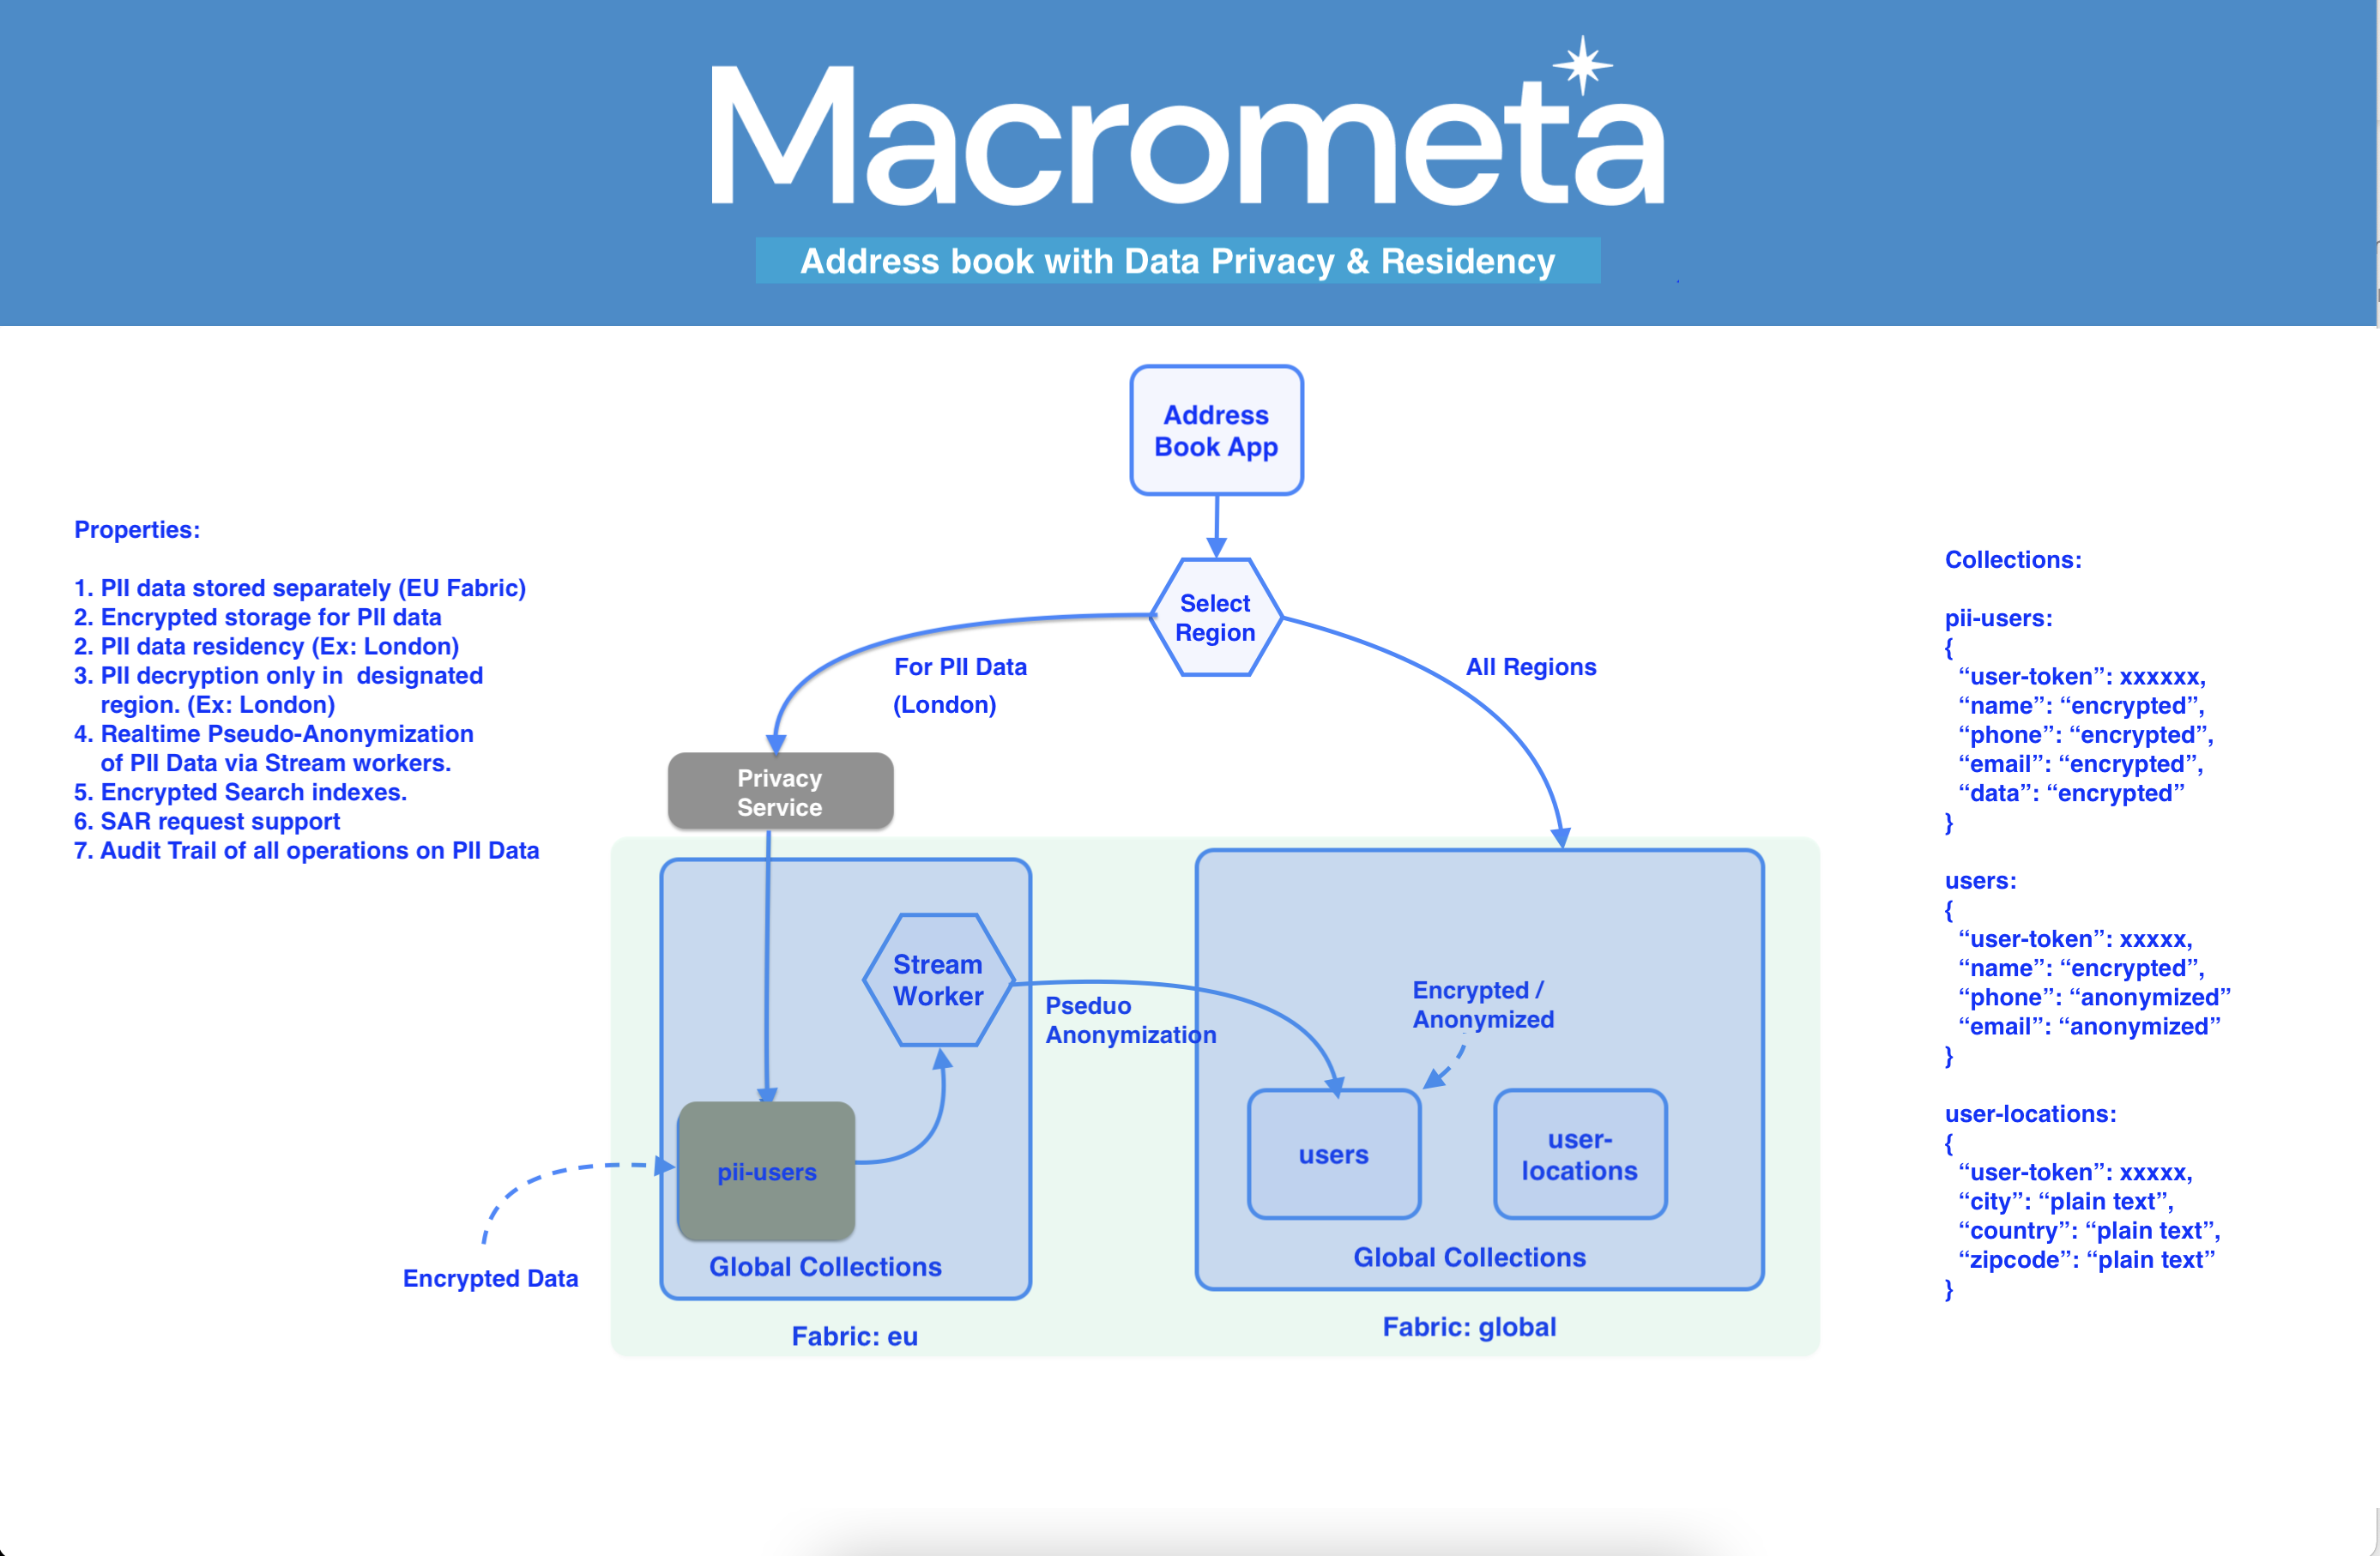 Macrometa
Address book with Data Privacy & Residency
Address
Book App
Select
Region
For PII Data
(London)
All Regions
Properties:
1. PII data stored separately (EU Fabric)
2. Encrypted storage for PII data
2. PII data residency (Ex: London)
3. PII decryption only in  designated
region. (Ex: London)
4. Realtime Pseudo-Anonymization
of PII Data via Stream workers.
5. Encrypted Search indexes.
6. SAR request support
7. Audit Trail of all operations on PII Data
Privacy
Service
Stream
Worker
Pseduo
Anonymization
Encrypted /
Anonymized
pii-users
users
user-
locations
Global Collections
Global Collections
Encrypted Data
Fabric: eu
Fabric: global
Collections:
pii-users:
{
“user-token”: xxxxxx,
“name”: “encrypted”,
“phone”: “encrypted”,
“email”: “encrypted”,
“data”: “encrypted”
}
users:
{
“user-token”: xxxxx,
“name”: “encrypted”,
“phone”: “anonymized”
“email”: “anonymized”
}
user-locations:
{
“user-token”: xxxxx,
“city”: “plain text”,
“country”: “plain text”,
“zipcode”: “plain text”
}